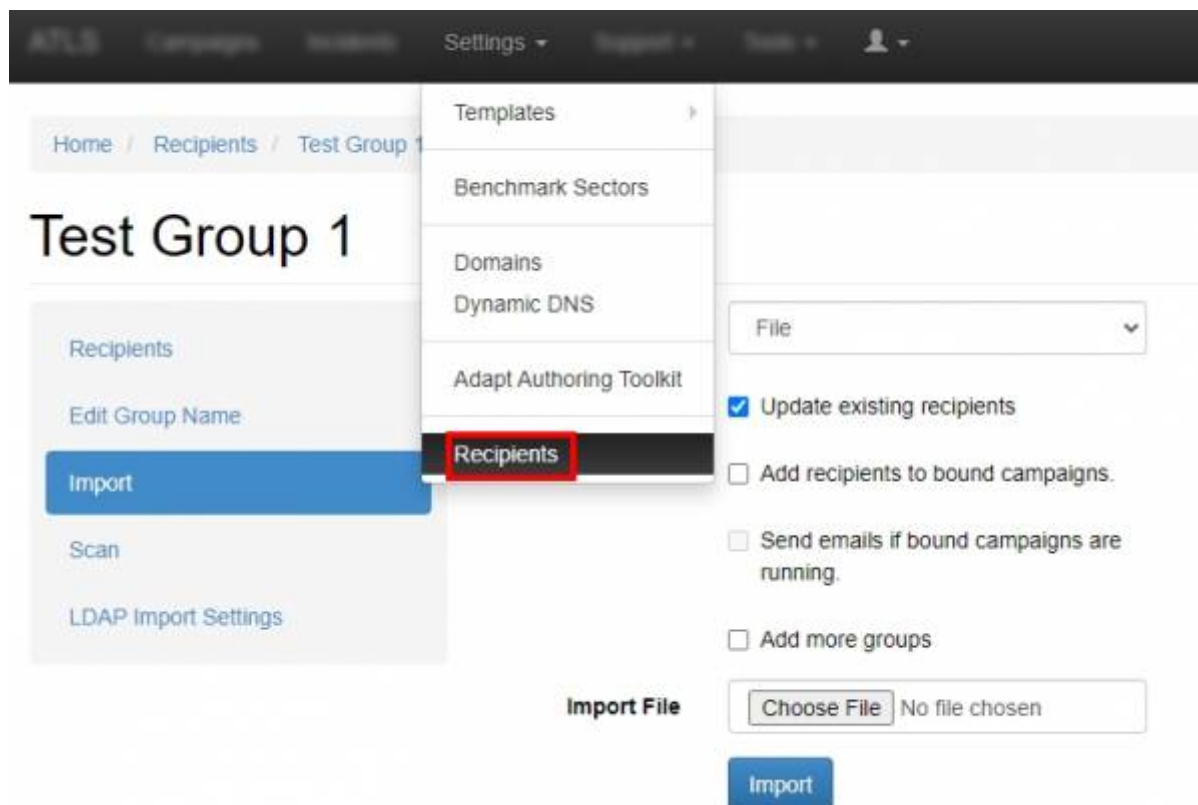 Settings
Templates
Home / Recipients / Test Group 1
Benchmark Sectors
Test Group 1
Domains
Dynamic DNS
File
Recipients
Adapt Authoring Toolkit
Edit Group Name
Update existing recipients
Recipients
Import
Add recipients to bound campaigns.
Scan
Send emails if bound campaigns are
running.
LDAP Import Settings
Add more groups
Import File
Choose File No file chosen
Import